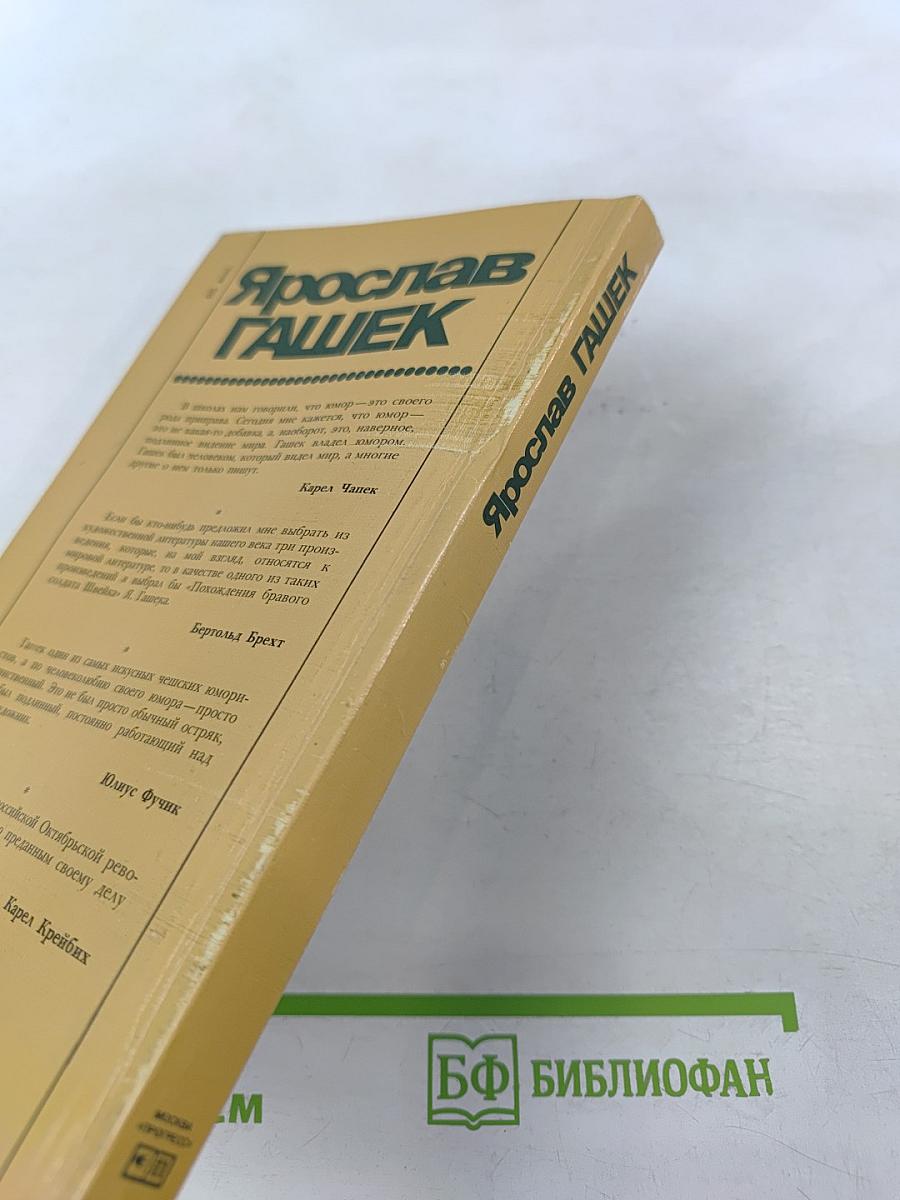 Ярослав
ГАШЕК
В школах нам говорили, что юмор — это своего
рода приправа. Сегодня мне кажется, что юмор —
это не какая-то добавка, а, наоборот, это, наверное,
подлинное видение мира. Гашек владел юмором.
Гашек был человеком, который видел мир, а многие
другие о нем только пишут.
Карел Чапек
Если бы кто-нибудь предложил мне выбрать из
художественной литературы нашего века три произ-
ведения, которые, на мой взгляд, относятся к
мировой литературе, то в качестве одного из таких
произведений я выбрал бы «Похождения бравого
солдата Швейка» Я. Гашека.
Бертольд Брехт
Гашек один из самых искусных чешских юмори-
стов, а по человеколюбию своего юмора — просто
единственный. Это не был просто обычный остряк,
был подлинный, постоянно работающий над
Юлиус Фучик
российской Октябрьской рево-
преданным своему делу
Карел Крейбих
Ярослав ГАШЕК
МОСКВА
«ПРОГРЕСС»
БФ БИБЛИОФАН
ЕМ